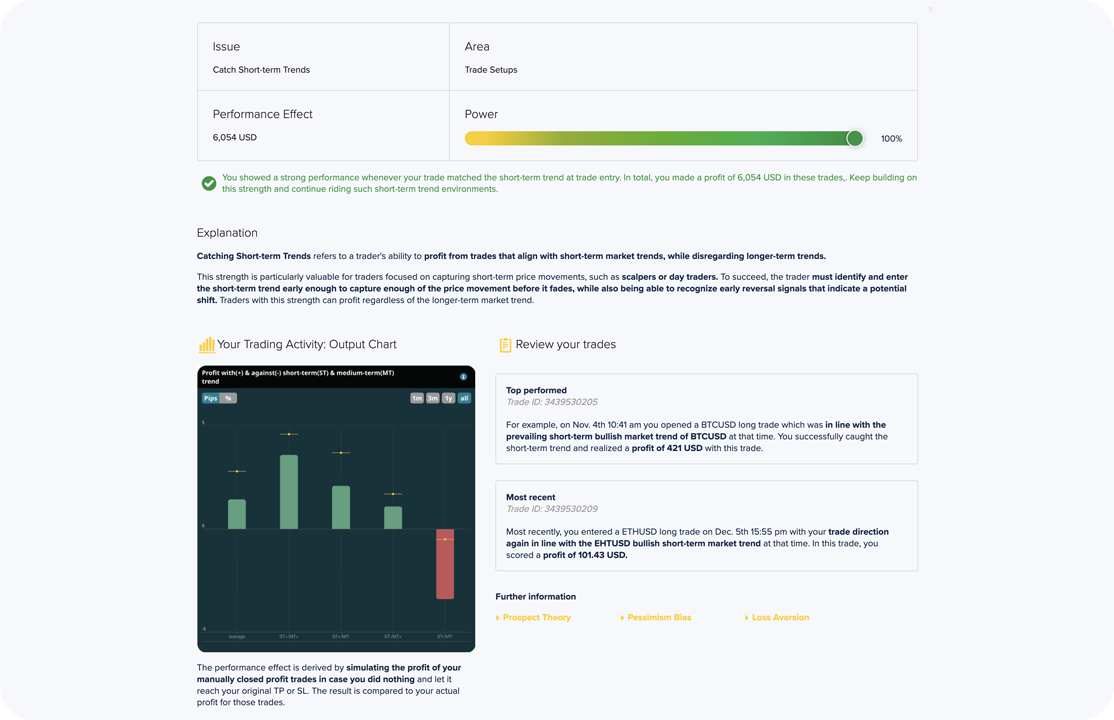 Issue
Catch Short-term Trends
Area
Trade Setups
Performance Effect
6,054 USD
Power
100%
You showed a strong performance whenever your trade matched the short-term trend at trade entry. In total, you made a profit of 6,054 USD in these trades,. Keep building on
this strength and continue riding such short-term trend environments.
Explanation
Catching Short-term Trends refers to a trader's ability to profit from trades that align with short-term market trends, while disregarding longer-term trends.
This strength is particularly valuable for traders focused on capturing short-term price movements, such as scalpers or day traders. To succeed, the trader must identify and enter
the short-term trend early enough to capture enough of the price movement before it fades, while also being able to recognize early reversal signals that indicate a potential
shift. Traders with this strength can profit regardless of the longer-term market trend.
Your Trading Activity: Output Chart
Profit with(+) & against(-) short-term(ST) & medium-term(MT)
trend
Pips %
1m 3m 1y all
average ST+/MT+ ST+/MT- ST-/MT+ ST-/MT-
The performance effect is derived by simulating the profit of your
manually closed profit trades in case you did nothing and let it
reach your original TP or SL. The result is compared to your actual
profit for those trades.
Review your trades
Top performed
Trade ID: 3439530205
For example, on Nov. 4th 10:41 am you opened a BTCUSD long trade which was in line with the
prevailing short-term bullish market trend of BTCUSD at that time. You successfully caught the
short-term trend and realized a profit of 421 USD with this trade.
Most recent
Trade ID: 3439530209
Most recently, you entered a ETHUSD long trade on Dec. 5th 15:55 pm with your trade direction
again in line with the EHTUSD bullish short-term market trend at that time. In this trade, you
scored a profit of 101.43 USD.
Further information
Prospect Theory
Pessimism Bias
Loss Aversion